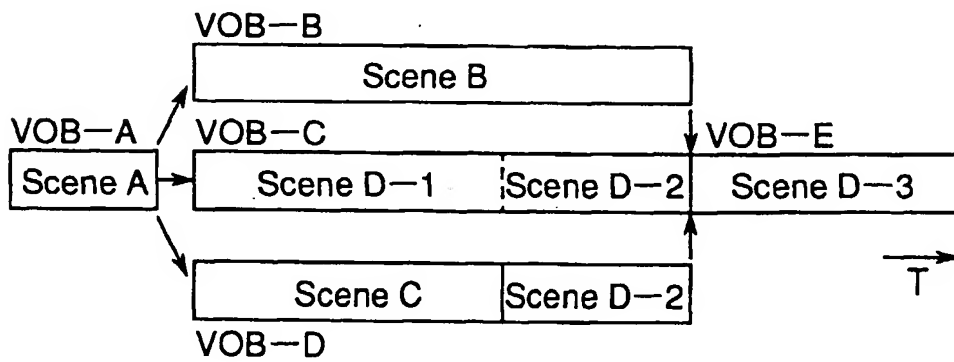 VOB—B
Scene B
VOB—A
VOB—C
VOB—E
Scene A
Scene D—1
Scene D—2
Scene D—3
Scene C
Scene D—2
T
VOB—D